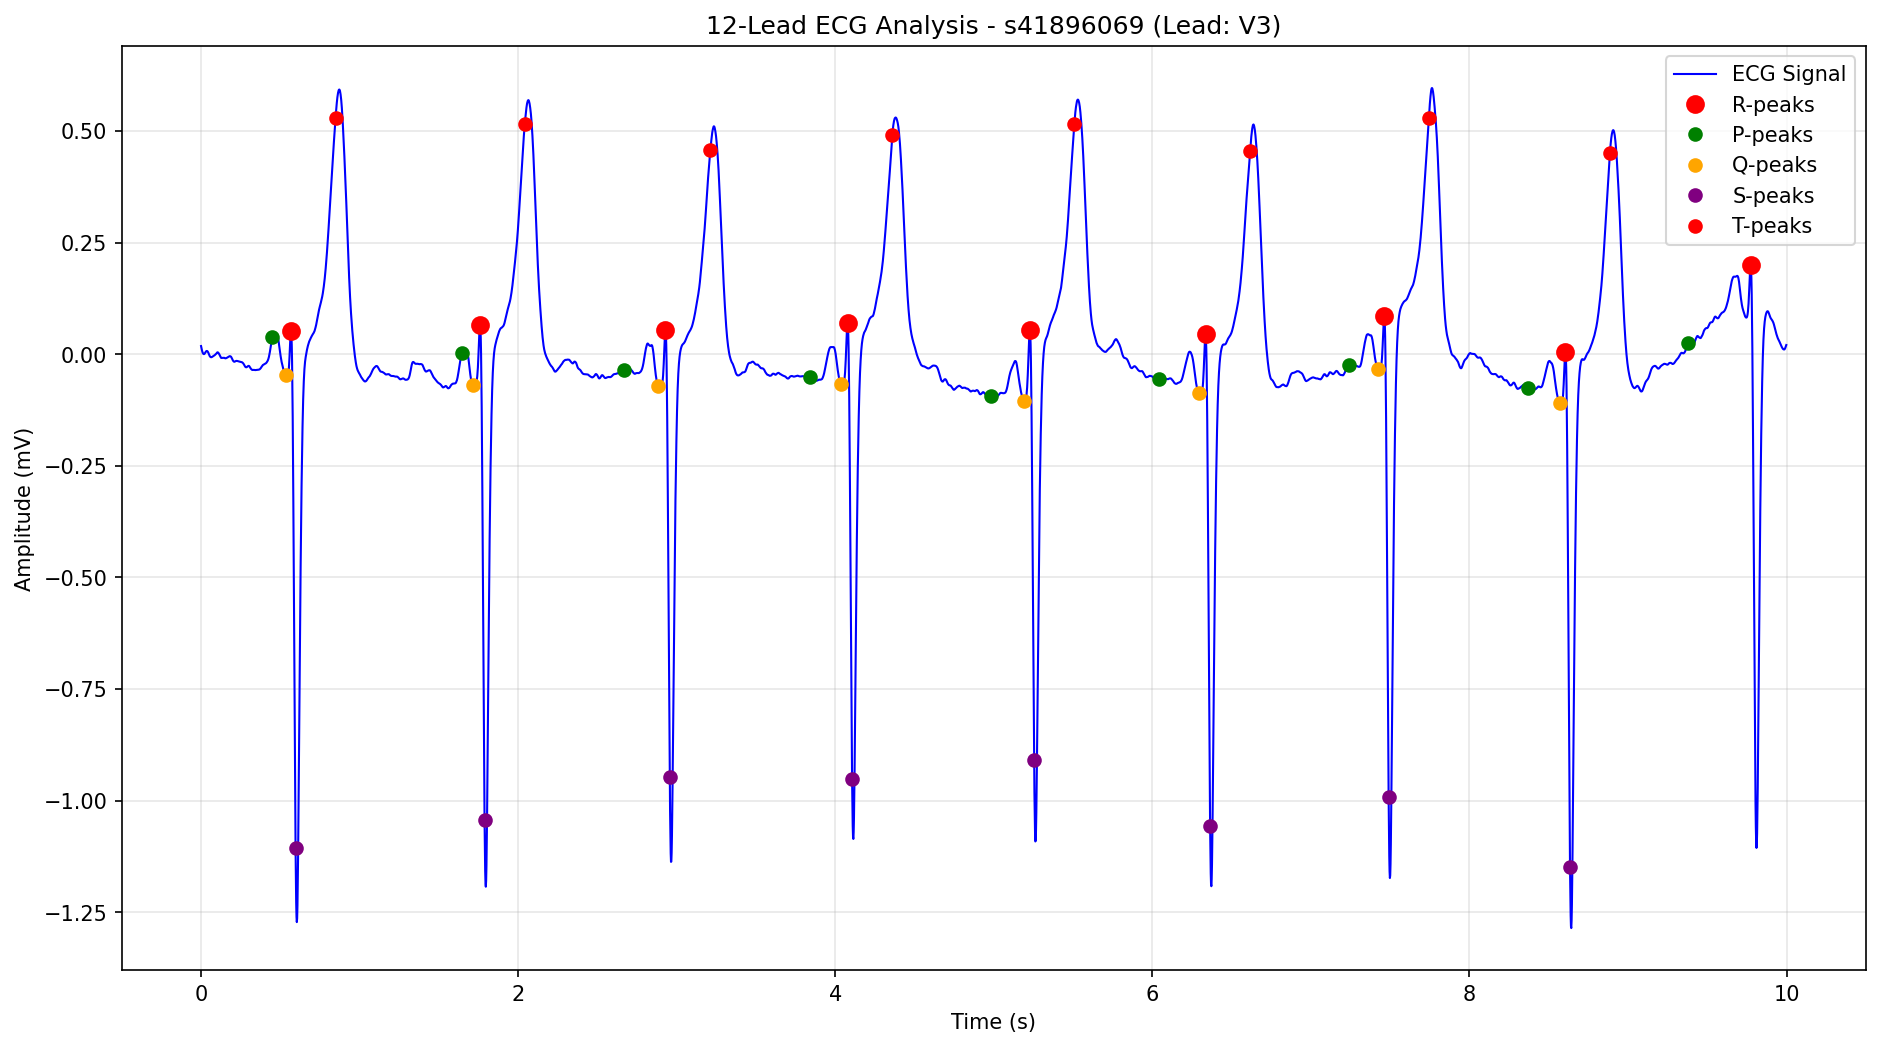 12-Lead ECG Analysis - s41896069 (Lead: V3)
ECG Signal
R-peaks
P-peaks
Q-peaks
S-peaks
T-peaks
Amplitude (mV)
0.50
0.25
0.00
−0.25
−0.50
−0.75
−1.00
−1.25
0 2 4 6 8 10
Time (s)